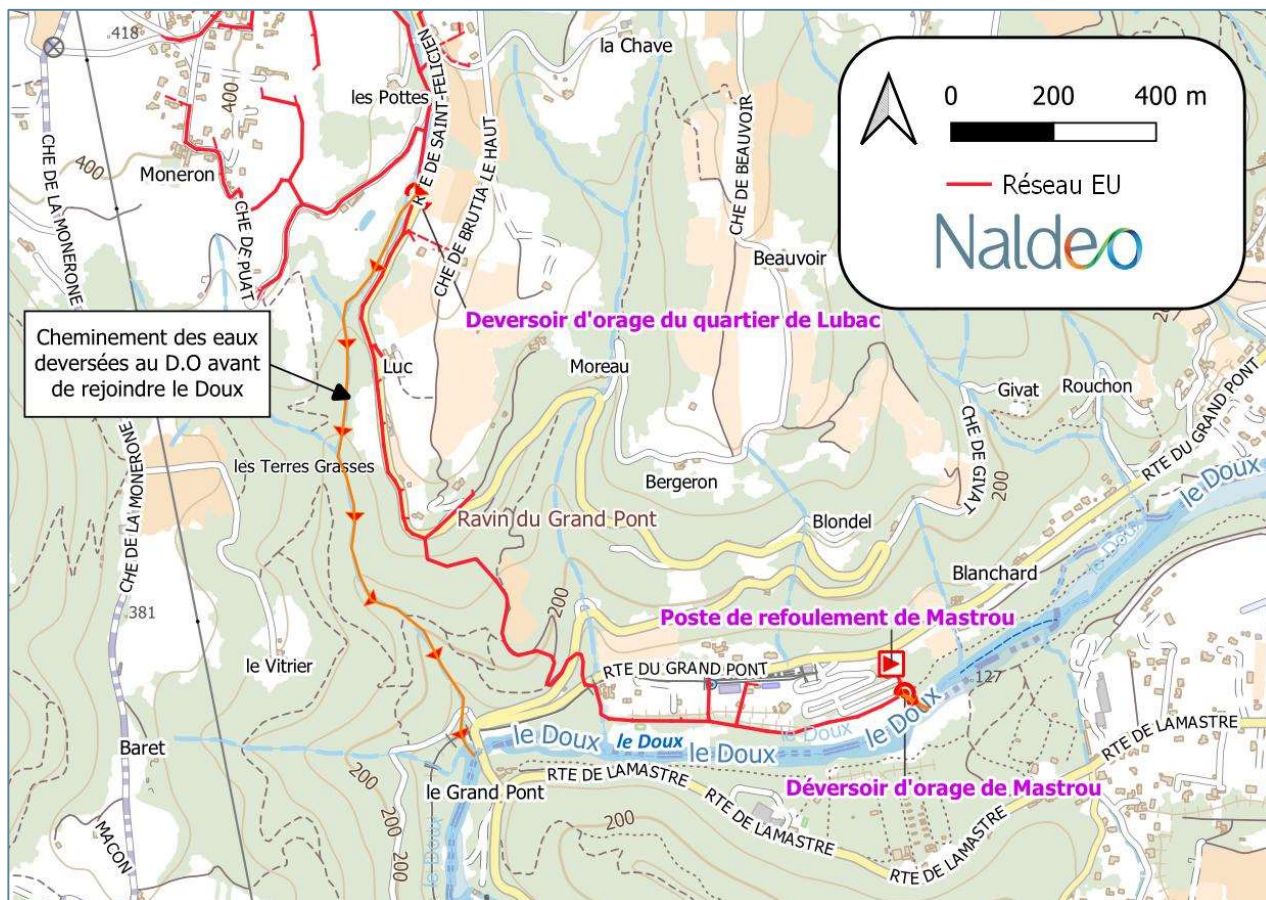 418
la Chave
les Pottes
400
RTE DE SAINT-FELICIEN
CHE DE BRUTIA LE HAUT
CHE DE BEAUVOIR
CHE DE LA MONERONE
0 200 400 m
Réseau EU
Naldeo
400
Moneron
CHE DE PUAT
Beauvoir
Deversoir d'orage du quartier de Lubac
Cheminement des eaux
deversées au D.O avant
de rejoindre le Doux
Luc
Moreau
Givat
Rouchon
RTE DU GRAND PONT
CHE DE GIVAT
200
les Terres Grasses
Bergeron
le Doux
CHE DE LA MONERONE
Ravin du Grand Pont
Blondel
le Doux
Blanchard
381
200
Poste de refoulement de Mastrou
le Vitrier
RTE DU GRAND PONT
127
le Doux
le Doux
Baret
le Doux
le Doux
le Doux
RTE DE LAMASTRE
200
le Grand Pont
RTE DE LAMASTRE
Déversoir d'orage de Mastrou
RTE DE LAMASTRE
MACON
200
le Doux
200
RTE DE LAMASTRE